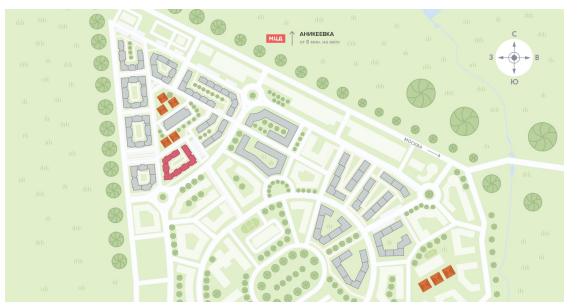 МЦД АНИКЕЕВКА
от 8 мин. на авто
С
З В
Ю
МОСКВА